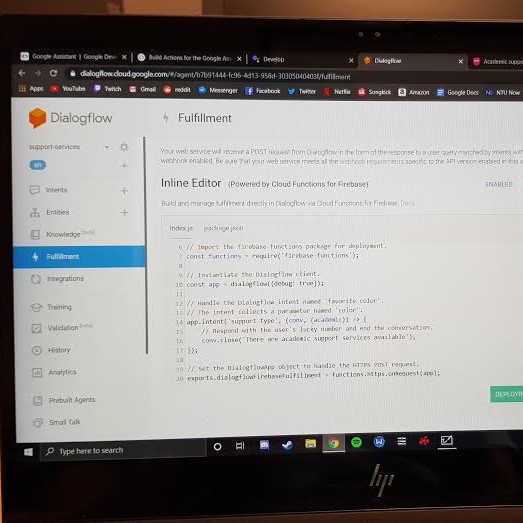 Google Assistant | Google Dev
Build Actions for the Google Ass
Develop
Dialogflow
Academic suppo
dialogflow.cloud.google.com/#/agent/b7b91444-fc96-4d13-958d-30305040403f/fulfillment
Apps YouTube Twitch Gmail reddit Messenger Facebook Twitter Netflix Songkick Amazon Google Docs NTU Now
Dialogflow
Fulfillment
support-services
en
Your web service will receive a POST request from Dialogflow in the form of the response to a user query matched by intents with
webhook enabled. Be sure that your web service meets all the webhook requirements specific to the API version enabled in this
Inline Editor (Powered by Cloud Functions for Firebase) ENABLED
Build and manage fulfillment directly in Dialogflow via Cloud Functions for Firebase. Docs
Intents
Entities
Knowledge [beta]
Fulfillment
Integrations
Training
Validation [beta]
History
Analytics
Prebuilt Agents
Small Talk
index.js package.json
6 // Import the firebase-functions package for deployment.
7 const functions = require('firebase-functions');
8
9 // Instantiate the Dialogflow client.
10 const app = dialogflow({debug: true});
11
12 // Handle the Dialogflow intent named 'favorite color'.
13 // The intent collects a parameter named 'color'.
14 app.intent('support-type', (conv, {academic}) => {
15 // Respond with the user's lucky number and end the conversation.
16 conv.close('There are academic support services available');
17 });
18
19 // Set the DialogflowApp object to handle the HTTPS POST request.
20 exports.dialogflowFirebaseFulfillment = functions.https.onRequest(app);
DEPLOYIN
Type here to search
hp